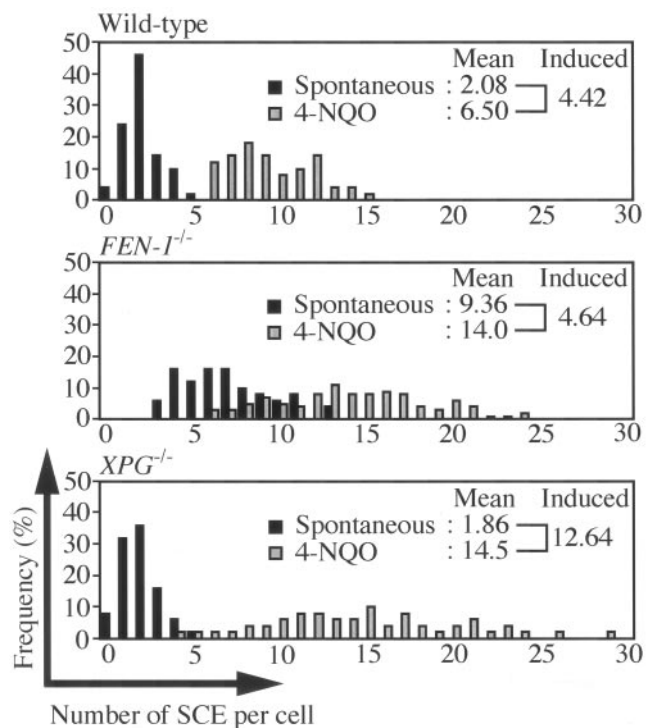 Wild-type
50
40
30
20
10
0
Mean Induced
Spontaneous : 2.08
4-NQO : 6.50
4.42
0 5 10 15 20 25 30
FEN-1-/-
50
40
30
20
10
0
Mean Induced
Spontaneous : 9.36
4-NQO : 14.0
4.64
0 5 10 15 20 25 30
XPG-/-
50
40
30
20
10
0
Mean Induced
Spontaneous : 1.86
4-NQO : 14.5
12.64
0 5 10 15 20 25 30
Frequency (%)
Number of SCE per cell